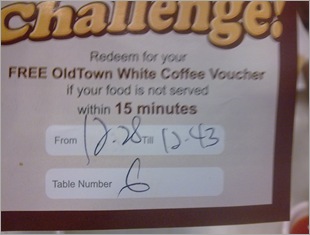 Challenge!
Redeem for your
FREE OldTown White Coffee Voucher
if your food is not served
within 15 minutes
From 12.28 Till 12.43
Table Number 6